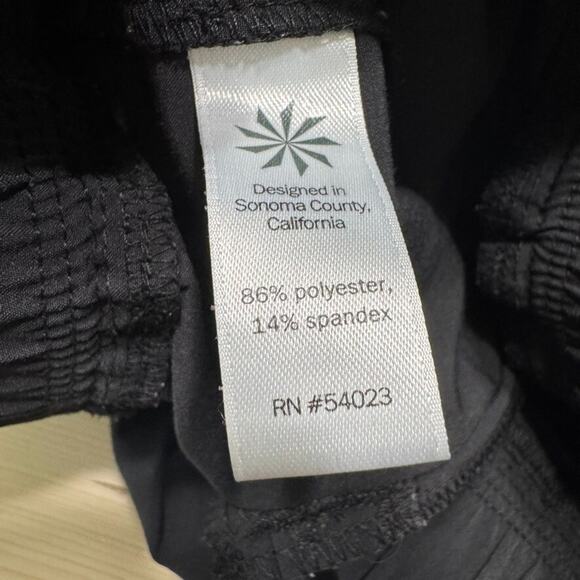 Designed in
Sonoma County,
California
86% polyester,
14% spandex
RN #54023